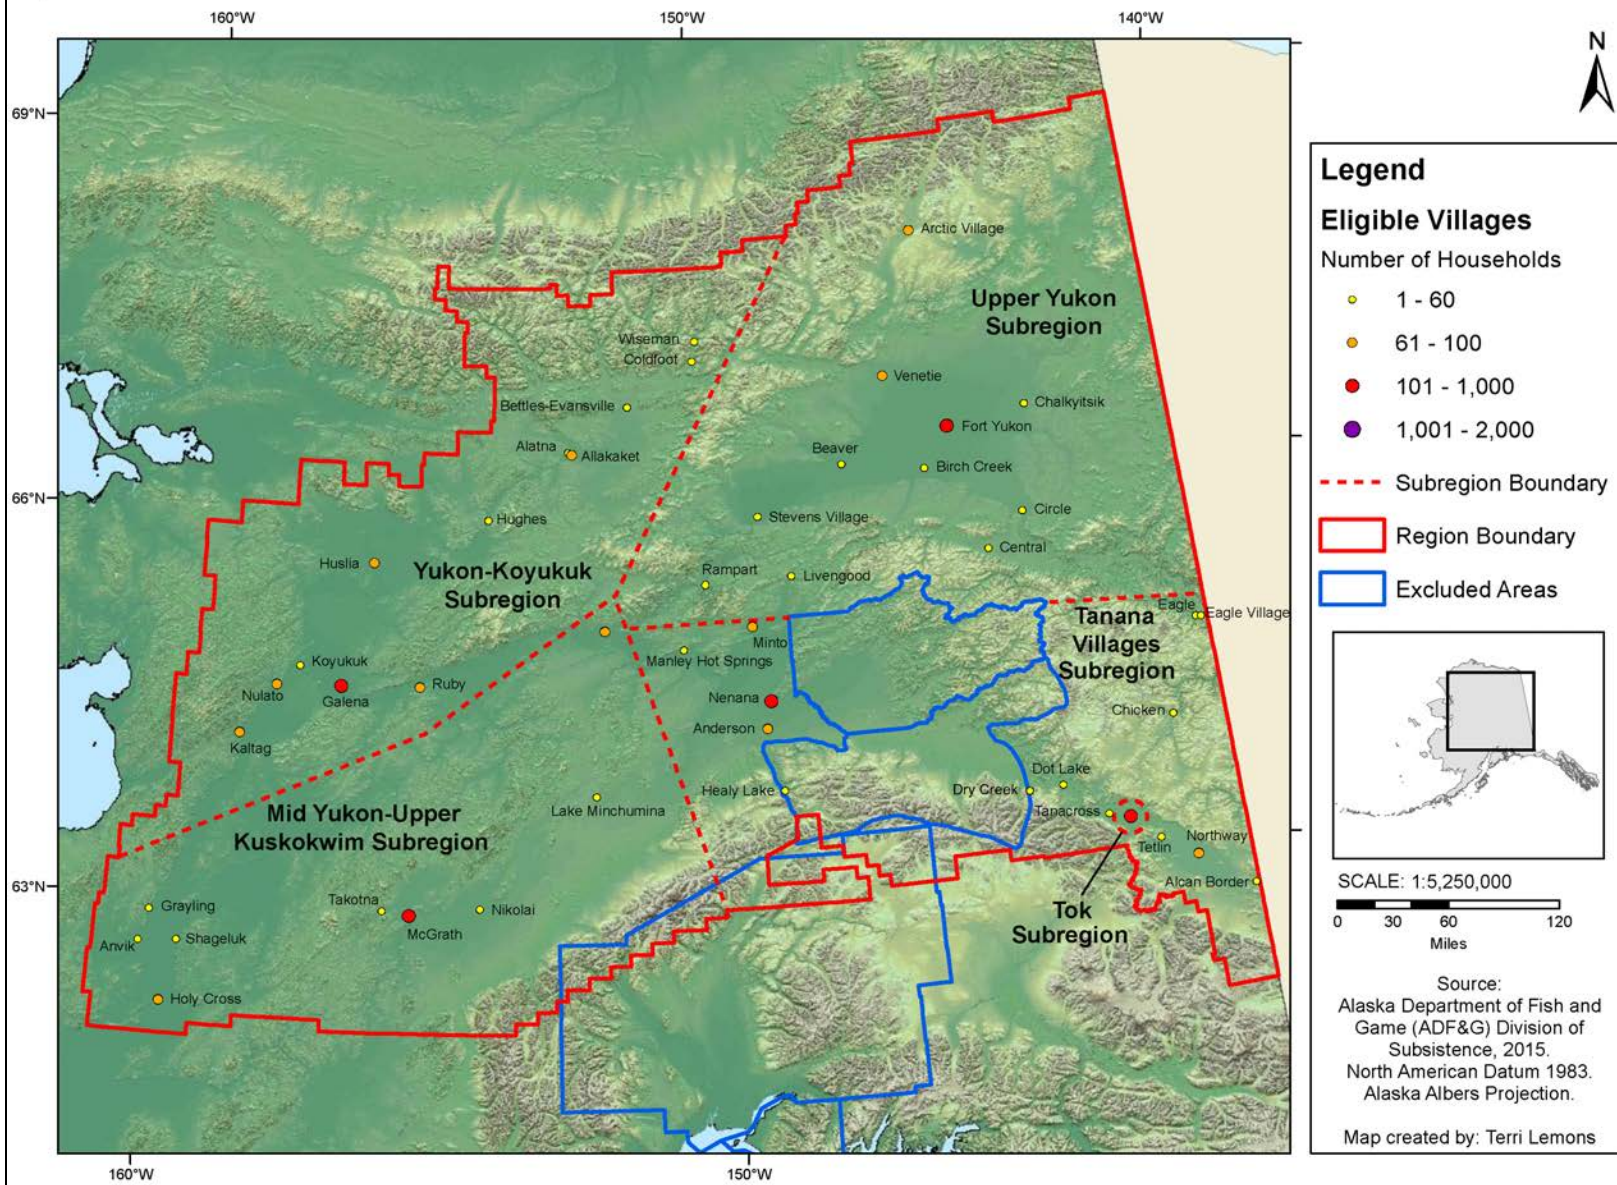 160°W
150°W
140°W
N
69°N
66°N
63°N
Arctic Village
Upper Yukon
Subregion
Wiseman
Coldfoot
Venetie
Bettles-Evansville
Chalkyitsik
Fort Yukon
Alatna
Allakaket
Beaver
Birch Creek
Hughes
Stevens Village
Circle
Central
Huslia
Yukon-Koyukuk
Subregion
Rampart
Livengood
Tanana
Villages
Subregion
Eagle
Eagle Village
Minto
Manley Hot Springs
Koyukuk
Nulato
Galena
Ruby
Nenana
Chicken
Kaltag
Anderson
Dot Lake
Healy Lake
Dry Creek
Lake Minchumina
Mid Yukon-Upper
Kuskokwim Subregion
Tanacross
Northway
Tetlin
Alcan Border
Tok
Subregion
Grayling
Takotna
Nikolai
McGrath
Anvik
Shageluk
Holy Cross
160°W
150°W
Legend
Eligible Villages
Number of Households
1 - 60
61 - 100
101 - 1,000
1,001 - 2,000
Subregion Boundary
Region Boundary
Excluded Areas
SCALE: 1:5,250,000
0 30 60 120
Miles
Source:
Alaska Department of Fish and
Game (ADF&G) Division of
Subsistence, 2015.
North American Datum 1983.
Alaska Albers Projection.
Map created by: Terri Lemons